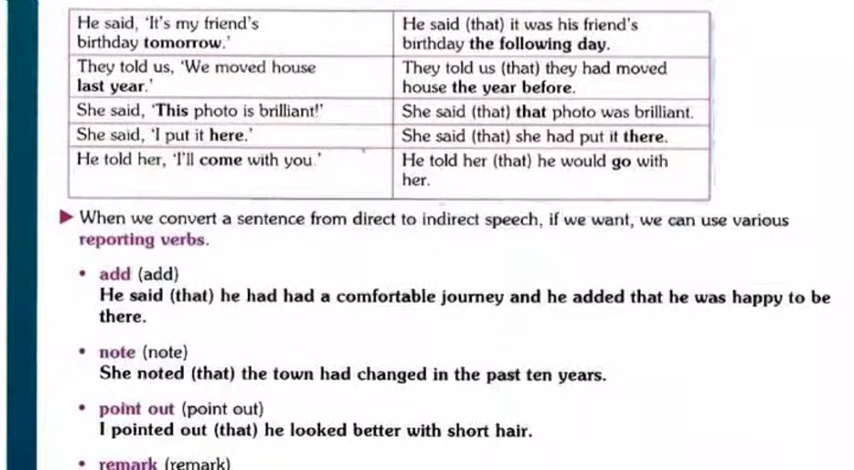 He said, ‘It’s my friend’s
birthday tomorrow.’
He said (that) it was his friend’s
birthday the following day.
They told us, ‘We moved house
last year.’
They told us (that) they had moved
house the year before.
She said, ‘This photo is brilliant!’
She said (that) that photo was brilliant.
She said, ‘I put it here.’
She said (that) she had put it there.
He told her, ‘I’ll come with you.’
He told her (that) he would go with
her.
When we convert a sentence from direct to indirect speech, if we want, we can use various
reporting verbs.
• add (add)
He said (that) he had had a comfortable journey and he added that he was happy to be
there.
• note (note)
She noted (that) the town had changed in the past ten years.
• point out (point out)
I pointed out (that) he looked better with short hair.
• remark (remark)